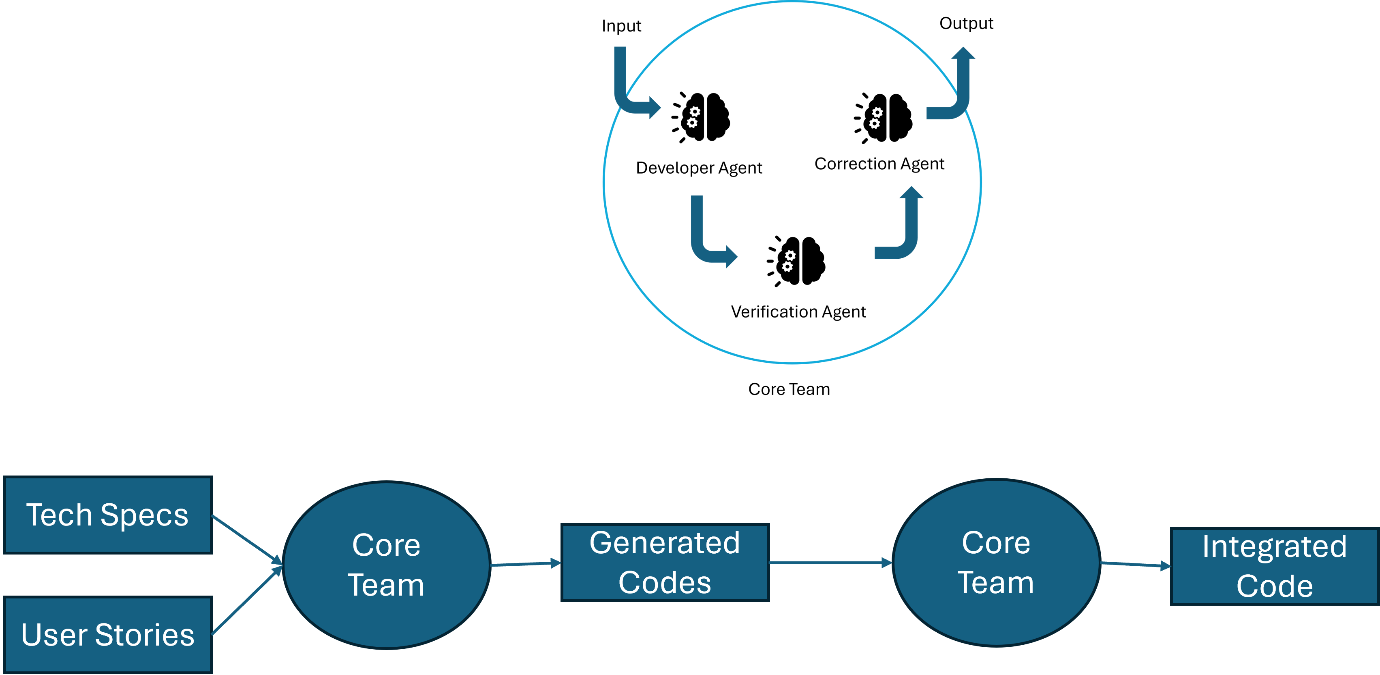 Input
Output
Developer Agent
Correction Agent
Verification Agent
Core Team
Tech Specs
User Stories
Core
Team
Generated
Codes
Core
Team
Integrated
Code